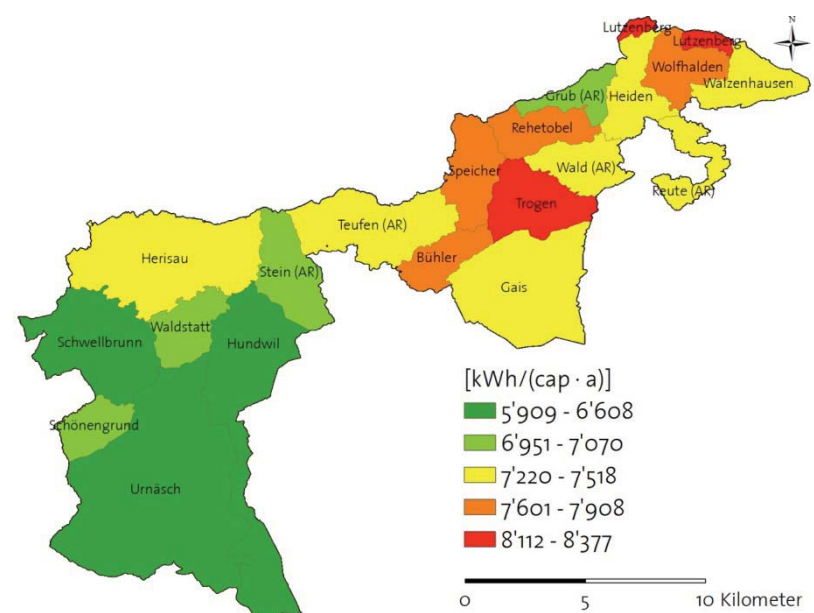 N
Lutzenberg
Lutzenberg
Wolfhalden
Walzenhausen
Grub (AR)
Heiden
Rehetobel
Speicher
Wald (AR)
Reute (AR)
Trogen
Teufen (AR)
Herisau
Stein (AR)
Bühler
Gais
Waldstatt
Schwellbrunn
Hundwil
Schönengrund
Urnäsch
[kWh/(cap · a)]
5'909 - 6'608
6'951 - 7'070
7'220 - 7'518
7'601 - 7'908
8'112 - 8'377
0 5 10 Kilometer